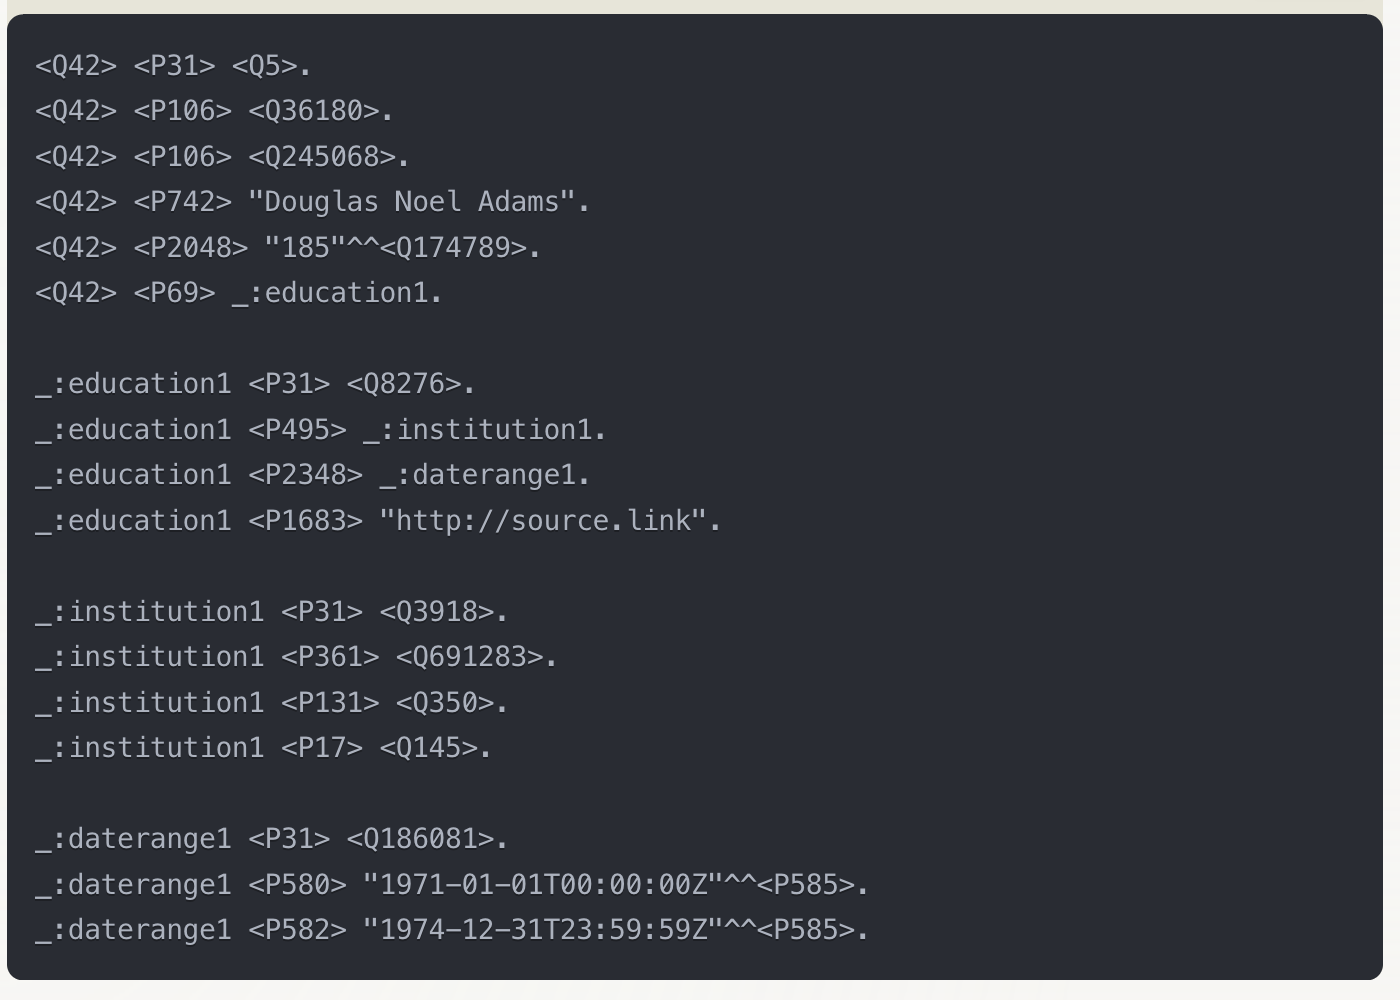 <Q42> <P31> <Q5>.
<Q42> <P106> <Q36180>.
<Q42> <P106> <Q245068>.
<Q42> <P742> "Douglas Noel Adams".
<Q42> <P2048> "185"^^<Q174789>.
<Q42> <P69> _:education1.

_:education1 <P31> <Q8276>.
_:education1 <P495> _:institution1.
_:education1 <P2348> _:daterange1.
_:education1 <P1683> "http://source.link".

_:institution1 <P31> <Q3918>.
_:institution1 <P361> <Q691283>.
_:institution1 <P131> <Q350>.
_:institution1 <P17> <Q145>.

_:daterange1 <P31> <Q186081>.
_:daterange1 <P580> "1971-01-01T00:00:00Z"^^<P585>.
_:daterange1 <P582> "1974-12-31T23:59:59Z"^^<P585>.